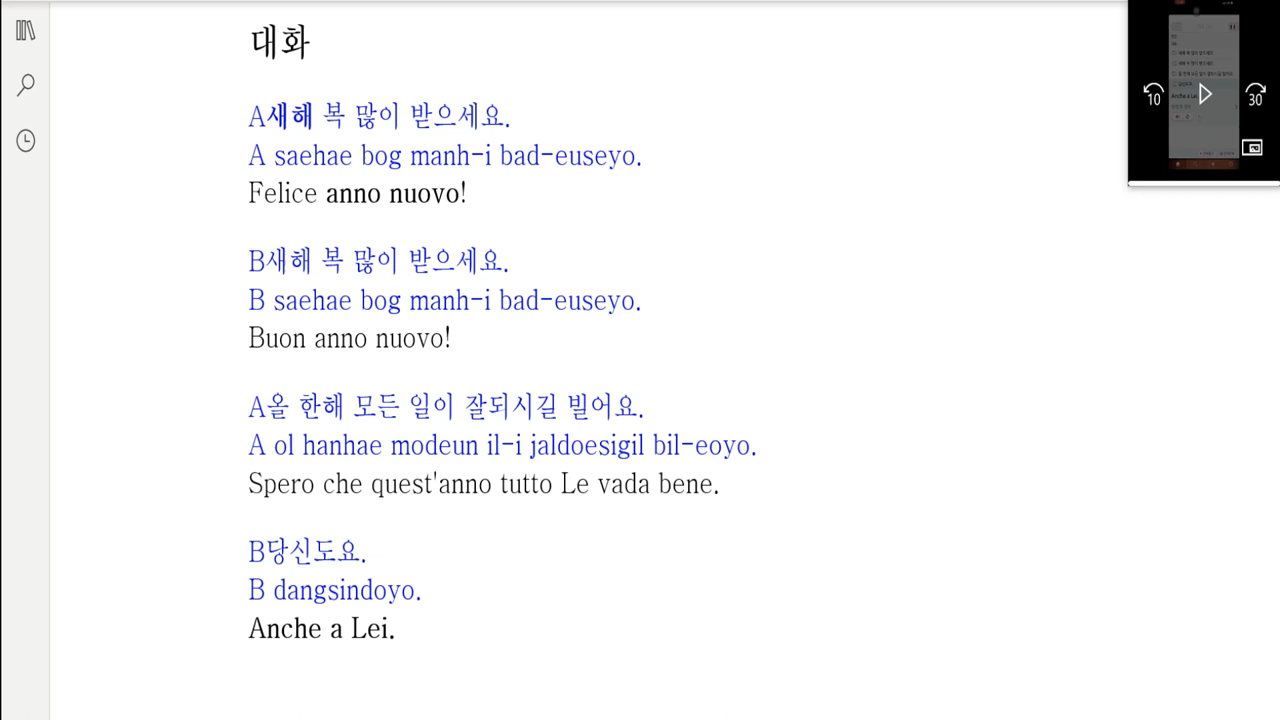 대화
A새해 복 많이 받으세요.
A saehae bog manh-i bad-euseyo.
Felice anno nuovo!
B새해 복 많이 받으세요.
B saehae bog manh-i bad-euseyo.
Buon anno nuovo!
A올 한해 모든 일이 잘되시길 빌어요.
A ol hanhae modeun il-i jaldoesigil bil-eoyo.
Spero che quest'anno tutto Le vada bene.
B당신도요.
B dangsindoyo.
Anche a Lei.
10
30
Anche a Lei